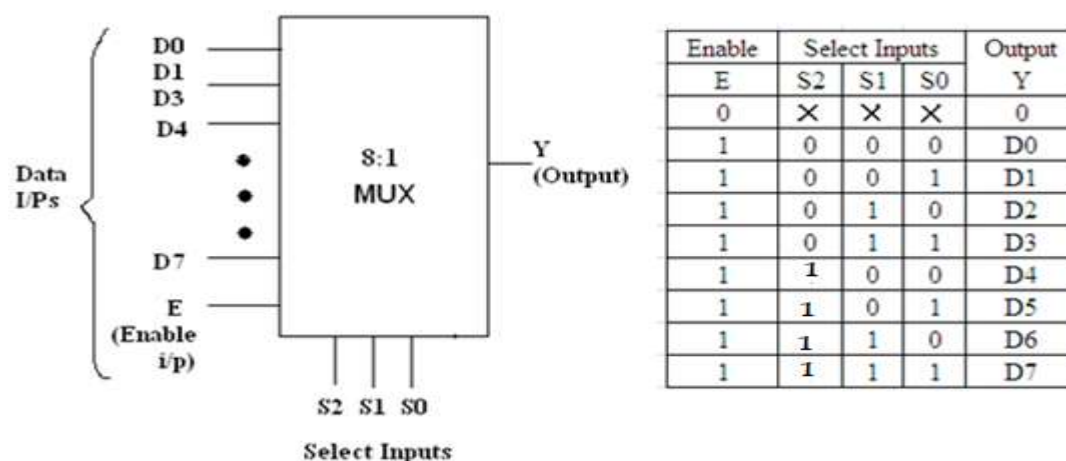 D0
D1
D3
D4
Data
I/Ps
D7
E
(Enable
i/p)
8:1
MUX
Y
(Output)
S2 S1 S0
Select Inputs
Enable Select Inputs Output
E S2 S1 S0 Y
0 X X X 0
1 0 0 0 D0
1 0 0 1 D1
1 0 1 0 D2
1 0 1 1 D3
1 1 0 0 D4
1 1 0 1 D5
1 1 1 0 D6
1 1 1 1 D7